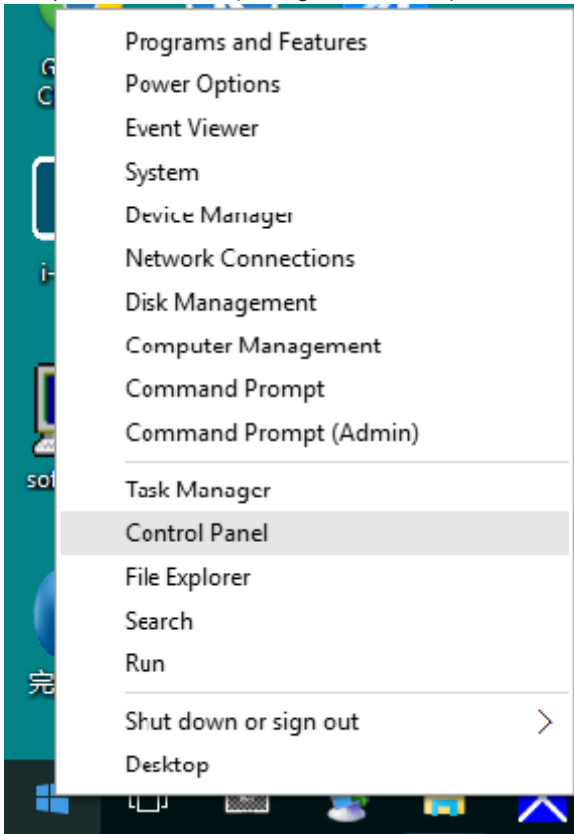 Programs and Features
Power Options
Event Viewer
System
Device Manager
Network Connections
Disk Management
Computer Management
Command Prompt
Command Prompt (Admin)
Task Manager
Control Panel
File Explorer
Search
Run
Shut down or sign out
Desktop